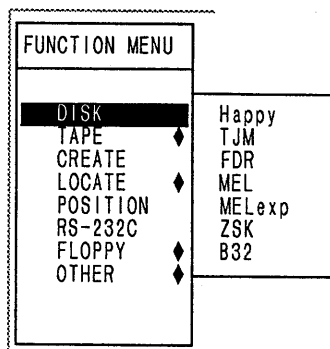 FUNCTION MENU
DISK
TAPE ♦
CREATE
LOCATE ♦
POSITION
RS-232C
FLOPPY ♦
OTHER ♦
Happy
TJM
FDR
MEL
MELexp
ZSK
B32